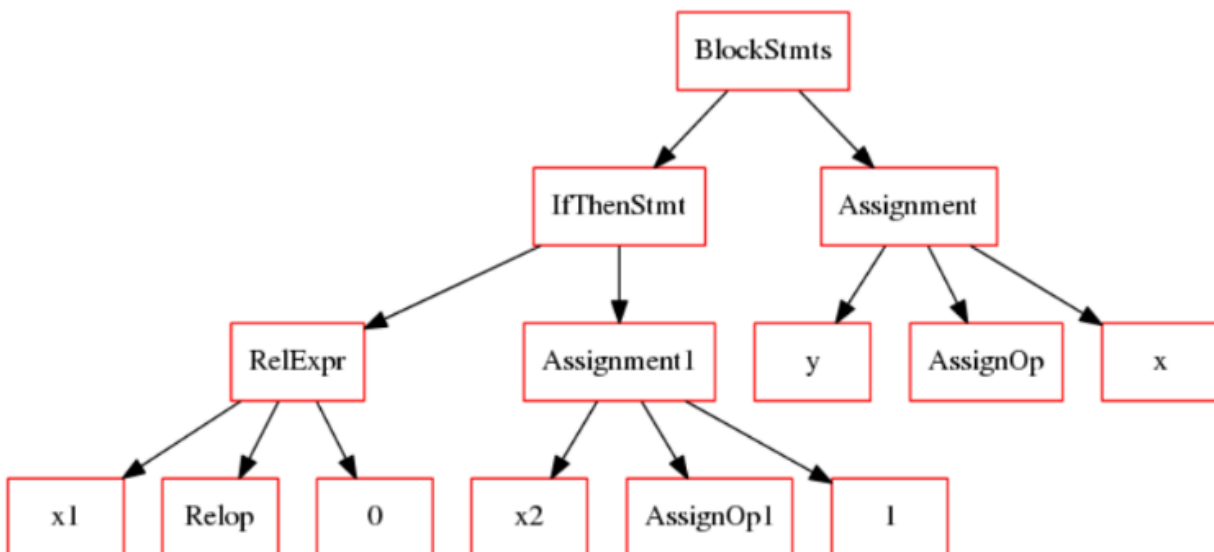 BlockStmts
IfThenStmt
Assignment
RelExpr
Assignment1
y
AssignOp
x
x1
Relop
0
x2
AssignOp1
1